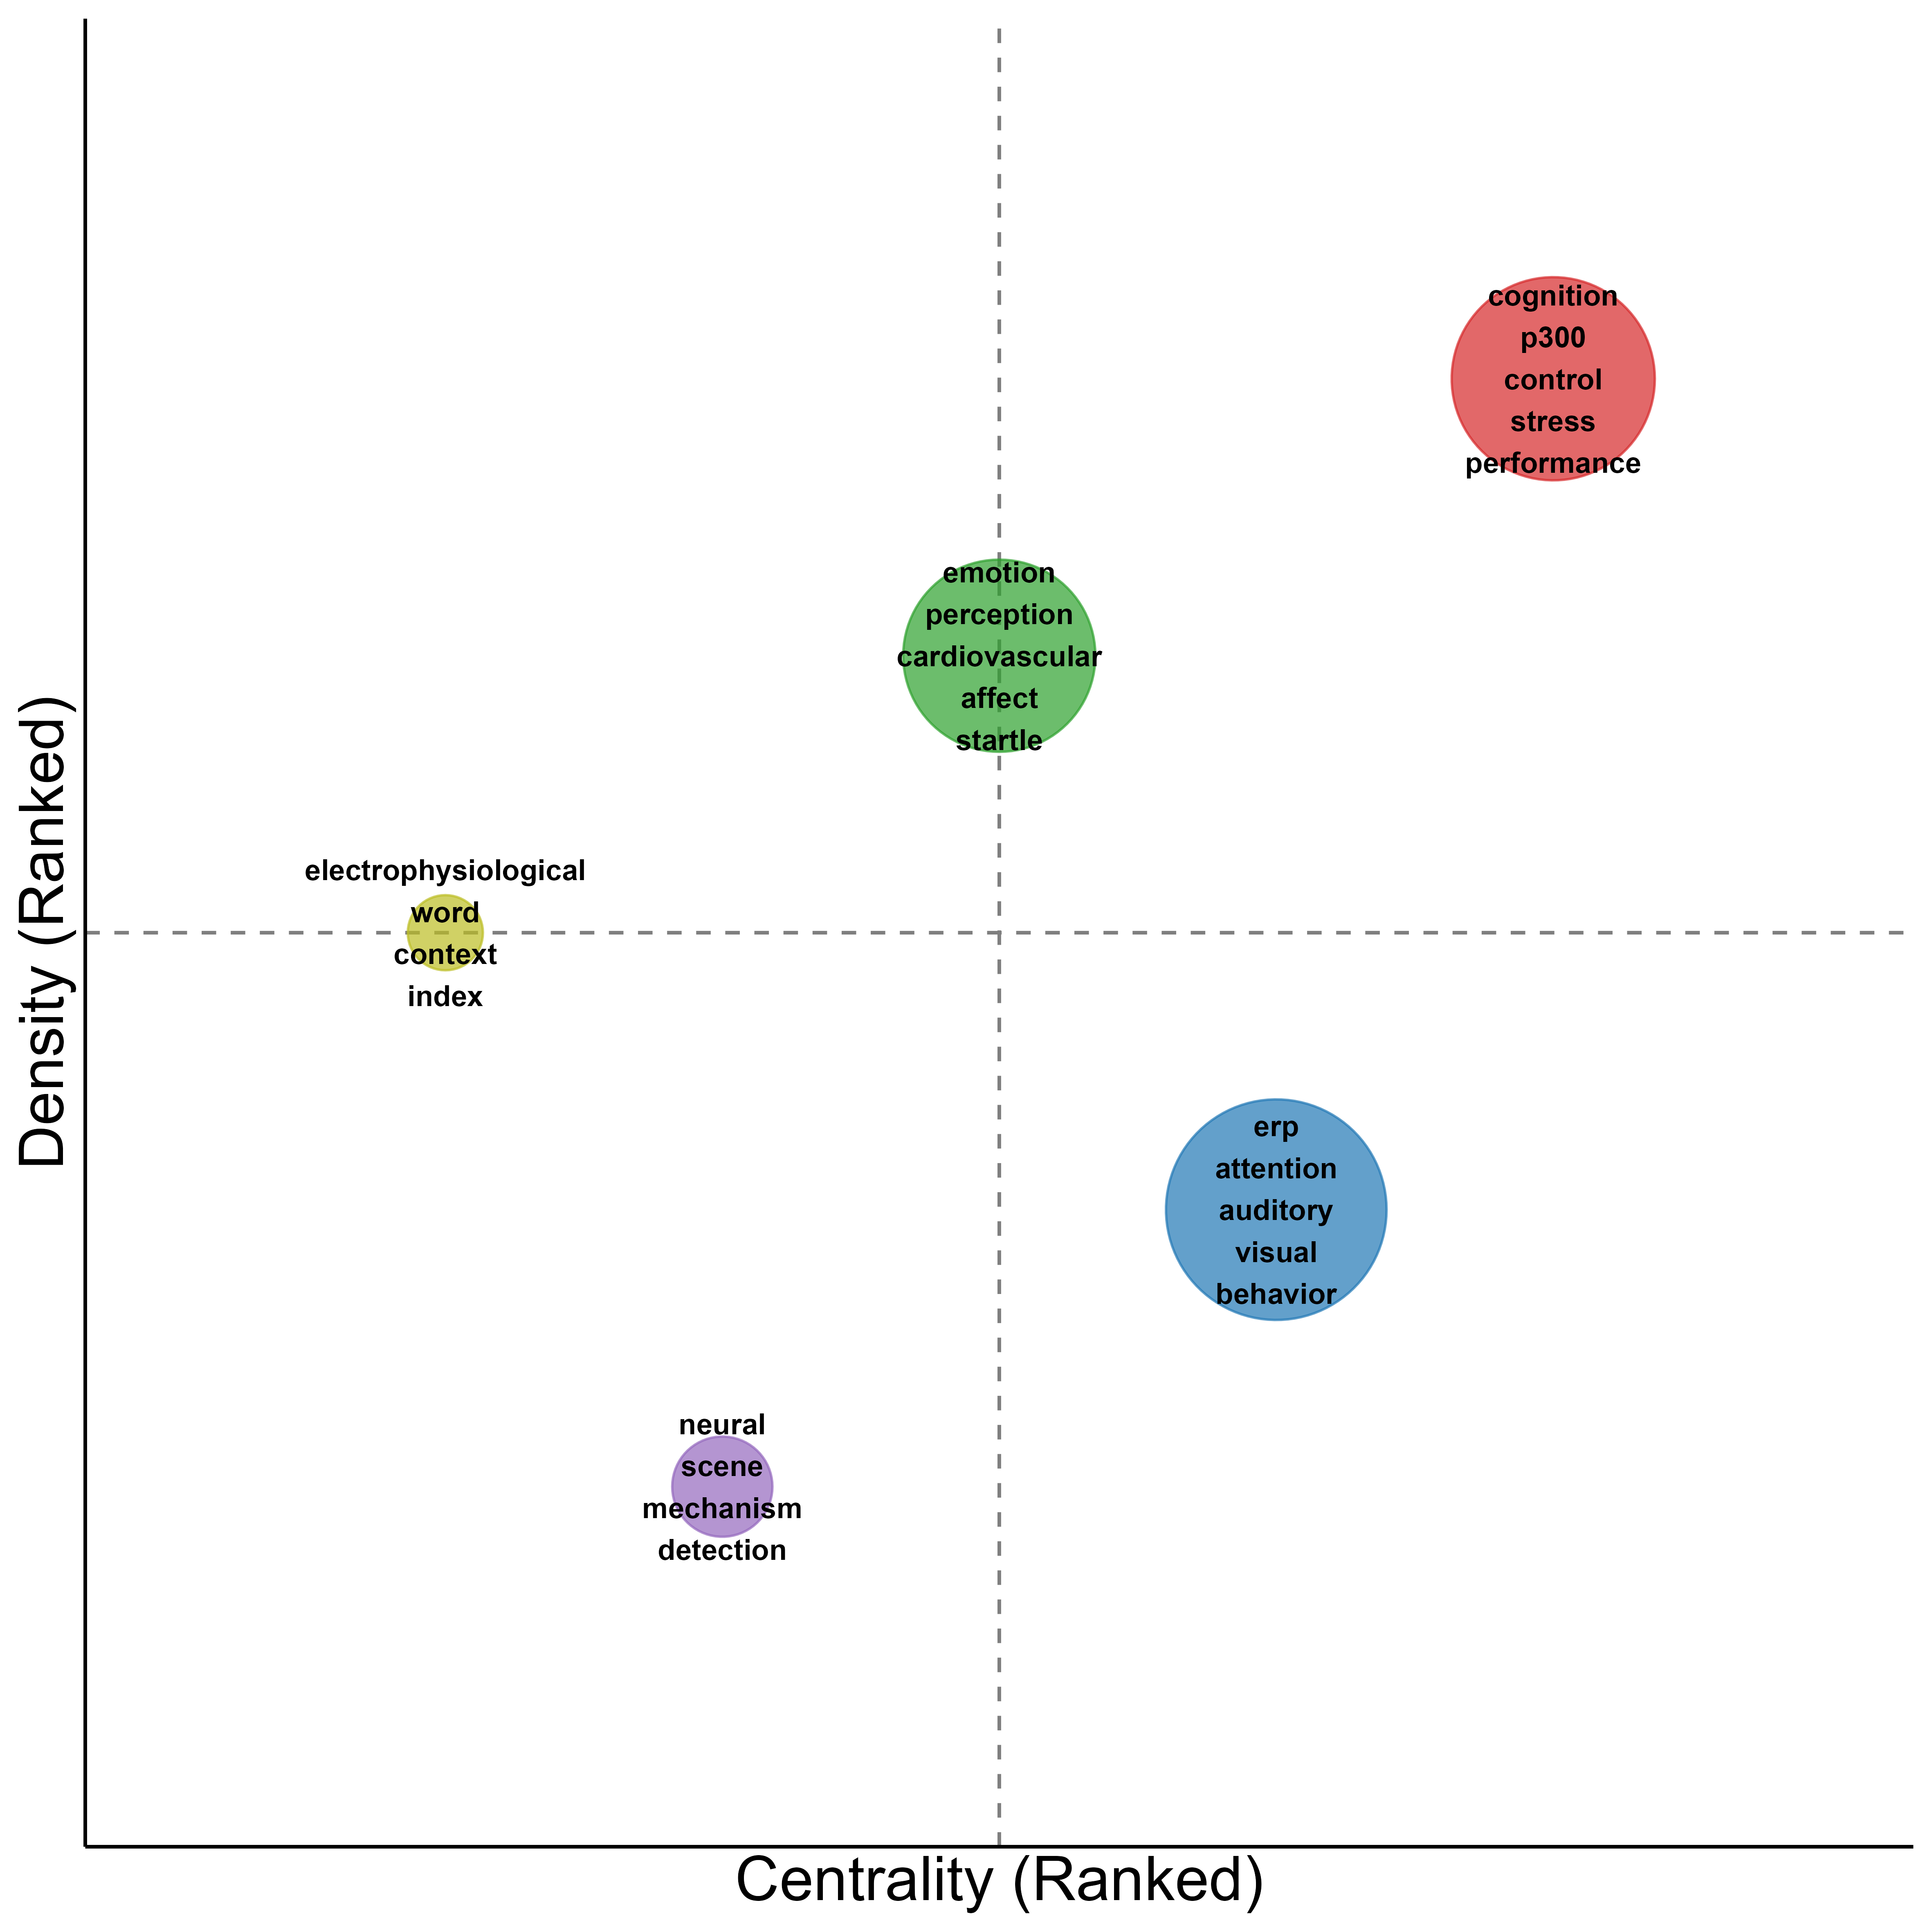 cognition
p300
control
stress
performance
emotion
perception
cardiovascular
affect
startle
electrophysiological
word
context
index
erp
attention
auditory
visual
behavior
neural
scene
mechanism
detection
Density (Ranked)
Centrality (Ranked)